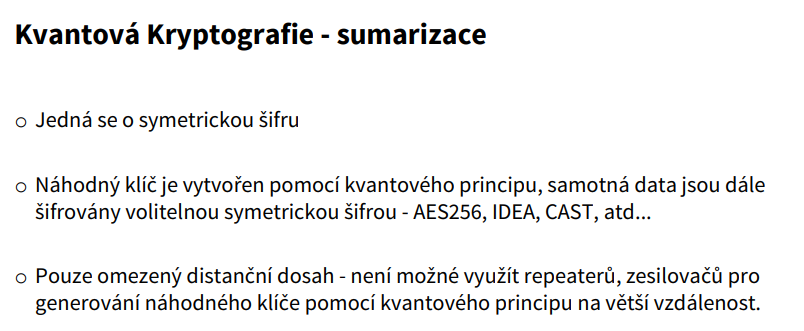 Kvantová Kryptografie - sumarizace
○ Jedná se o symetrickou šifru
○ Náhodný klíč je vytvořen pomocí kvantového principu, samotná data jsou dále
šifrovány volitelnou symetrickou šifrou - AES256, IDEA, CAST, atd...
○ Pouze omezený distanční dosah - není možné využít repeaterů, zesilovačů pro
generování náhodného klíče pomocí kvantového principu na větší vzdálenost.